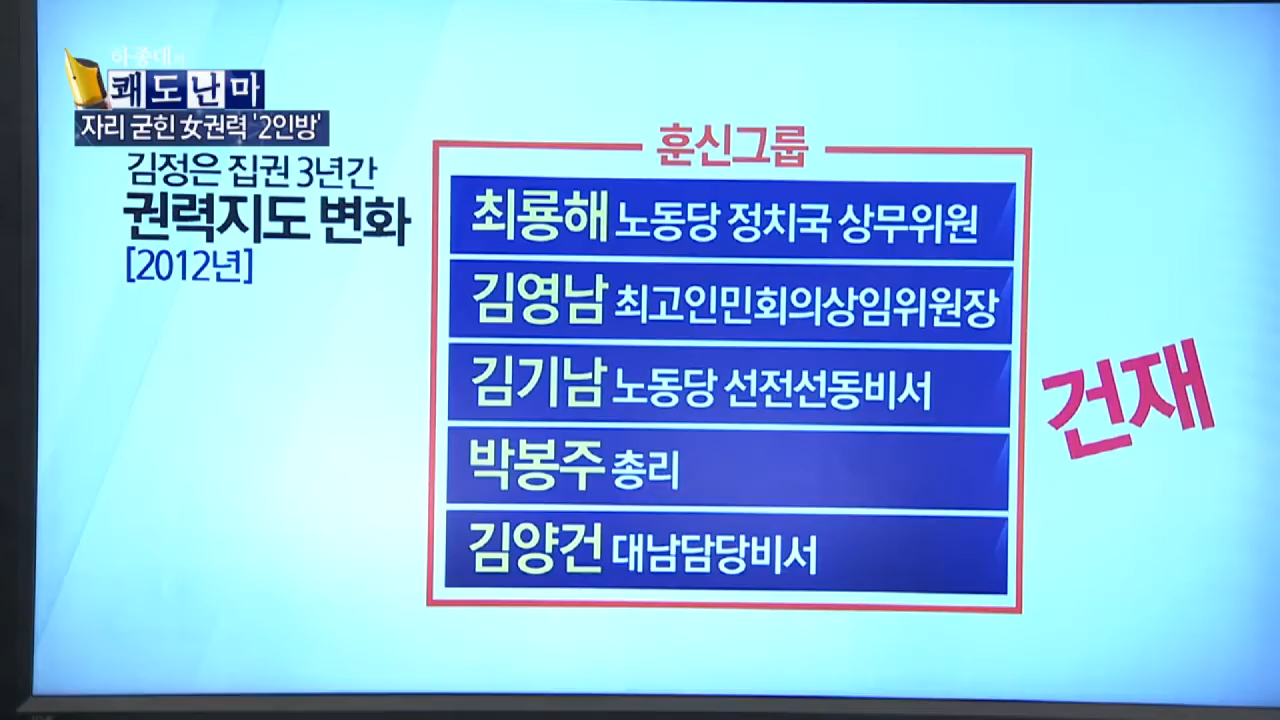 하종대의
쾌도난마
자리 굳힌 女권력 '2인방'
김정은 집권 3년간
권력지도 변화
[2012년]
훈신그룹
최룡해 노동당 정치국 상무위원
김영남 최고인민회의상임위원장
김기남 노동당 선전선동비서
박봉주 총리
김양건 대남담당비서
건재